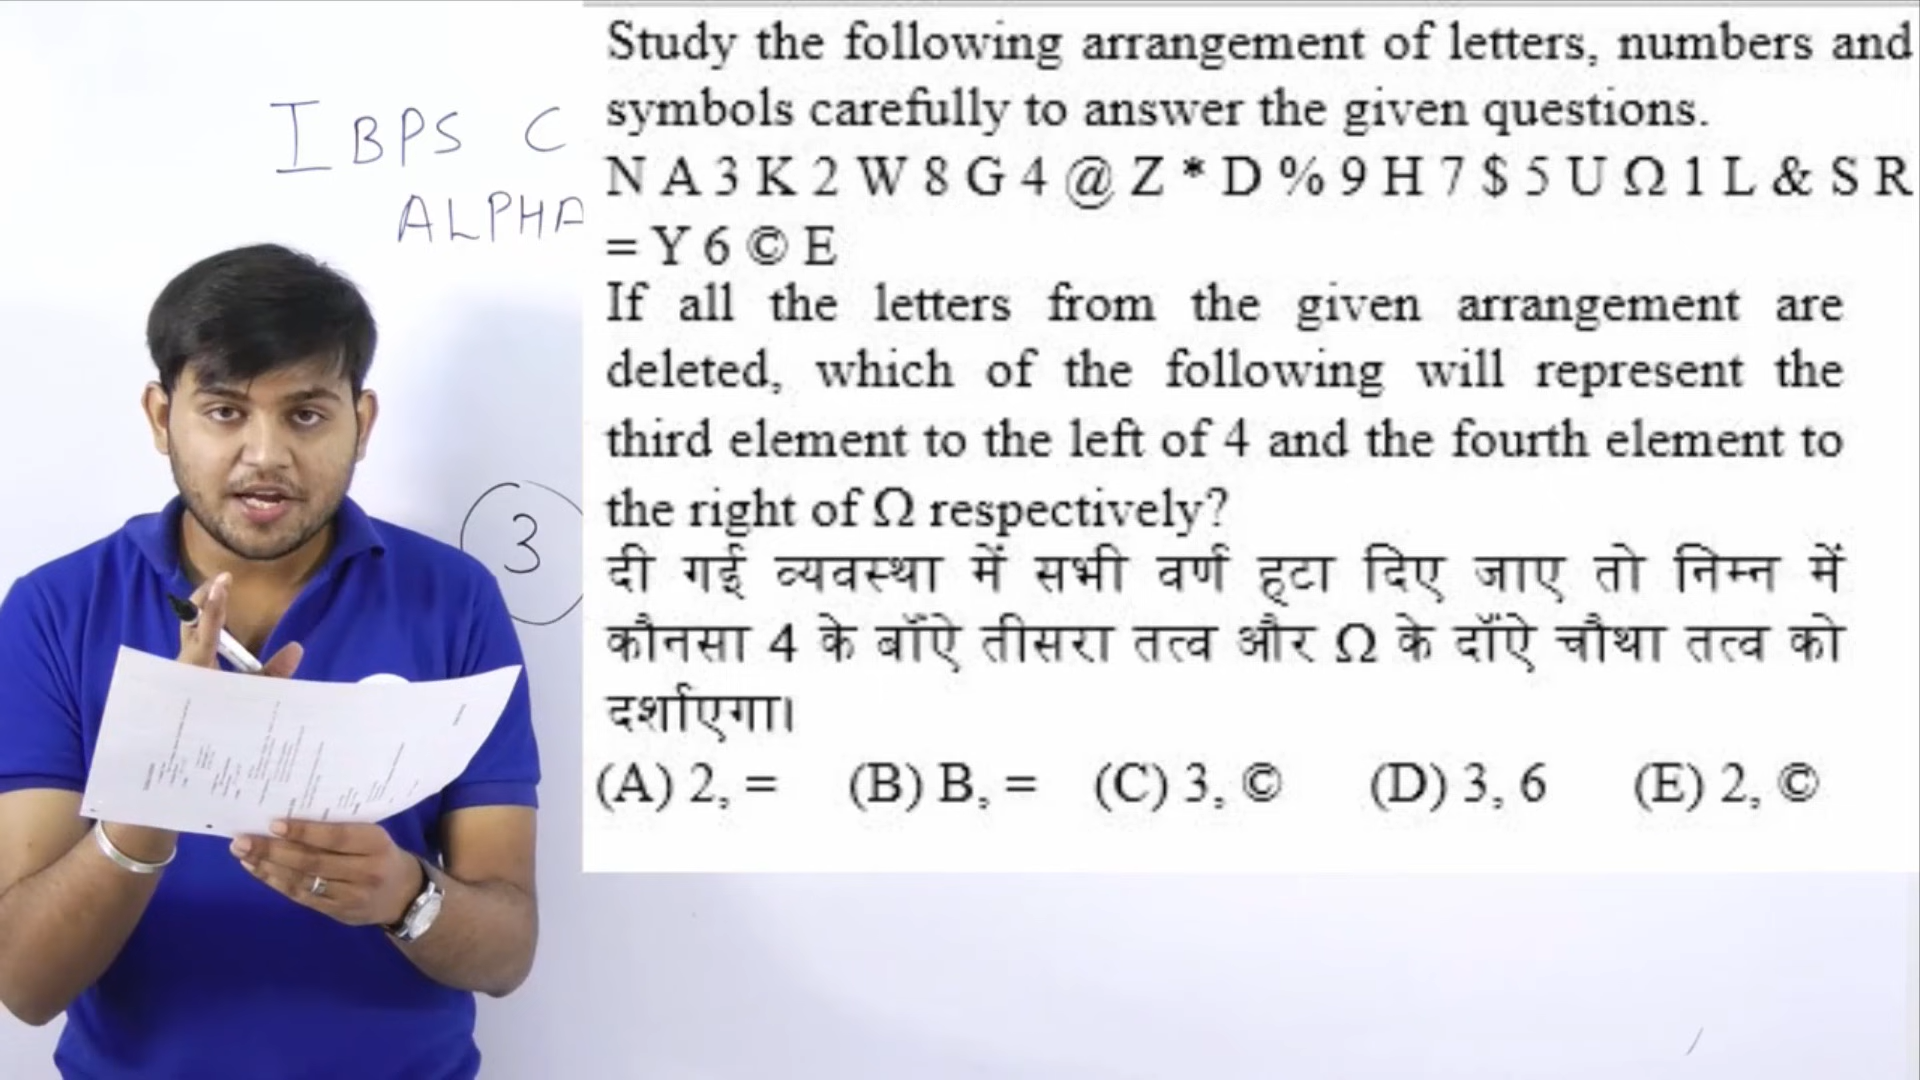 IBPS C
ALPHA
3
Study the following arrangement of letters, numbers and
symbols carefully to answer the given questions.
N A 3 K 2 W 8 G 4 @ Z * D % 9 H 7 $ 5 U Ω 1 L & S R
= Y 6 © E
If all the letters from the given arrangement are
deleted, which of the following will represent the
third element to the left of 4 and the fourth element to
the right of Ω respectively?
दी गई व्यवस्था में सभी वर्ण हटा दिए जाए तो निम्न में
कौनसा 4 के बाॅंऐ तीसरा तत्व और Ω के दाॅंऐ चौथा तत्व को
दर्शाएगा।
(A) 2, = (B) B, = (C) 3, © (D) 3, 6 (E) 2, ©